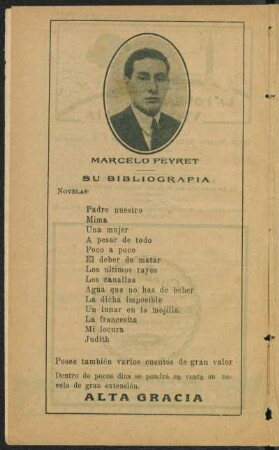 MARCELO PEYRET
SU BIBLIOGRAFIA
NOVELAS:
Padre nuestro
Mima
Una mujer
A pesar de todo
Poco a poco
El deber de matar
Los ultimos rayos
Los canallas
Agua que no has de beber
La dicha imposible
Un lunar en la mejilla
La francesita
Mi locura
Judith
Posee también varios cuentos de gran valor
Dentro de pocos dias se pondrá en venta su no-
vela de gran extensión.
ALTA GRACIA